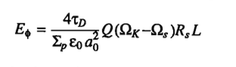 E_ϕ = \frac{4τ_D}{Σ_p ε_0 a_0^2} Q(Ω_K−Ω_s)R_s L